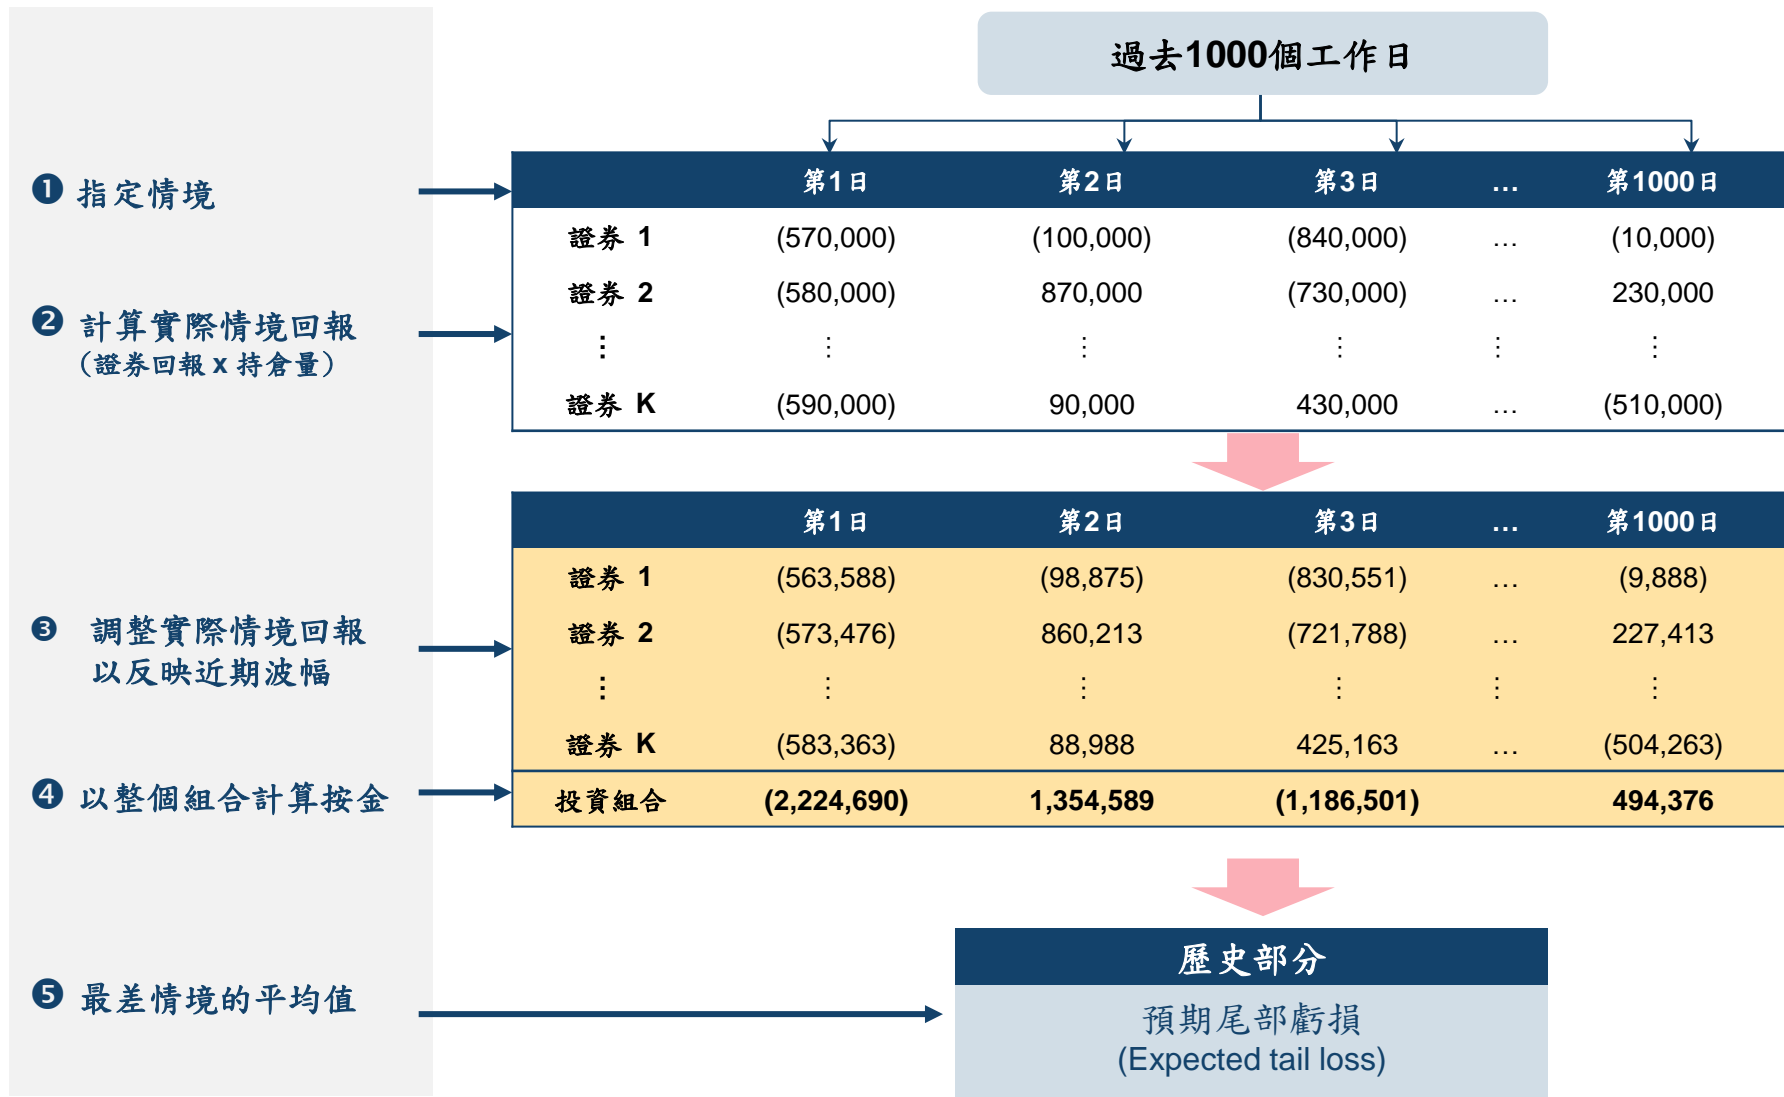 過去1000個工作日
❶ 指定情境
第1日 第2日 第3日 … 第1000日
證券 1 (570,000) (100,000) (840,000) … (10,000)
證券 2 (580,000) 870,000 (730,000) … 230,000
❷ 計算實際情境回報
(證券回報 x 持倉量)
⋮ ⋮ ⋮ ⋮ ⋮ ⋮
證券 K (590,000) 90,000 430,000 … (510,000)
第1日 第2日 第3日 … 第1000日
證券 1 (563,588) (98,875) (830,551) … (9,888)
❸ 調整實際情境回報
以反映近期波幅
證券 2 (573,476) 860,213 (721,788) … 227,413
⋮ ⋮ ⋮ ⋮ ⋮ ⋮
證券 K (583,363) 88,988 425,163 … (504,263)
❹ 以整個組合計算按金
投資組合 (2,224,690) 1,354,589 (1,186,501) 494,376
歷史部分
❺ 最差情境的平均值
預期尾部虧損
(Expected tail loss)